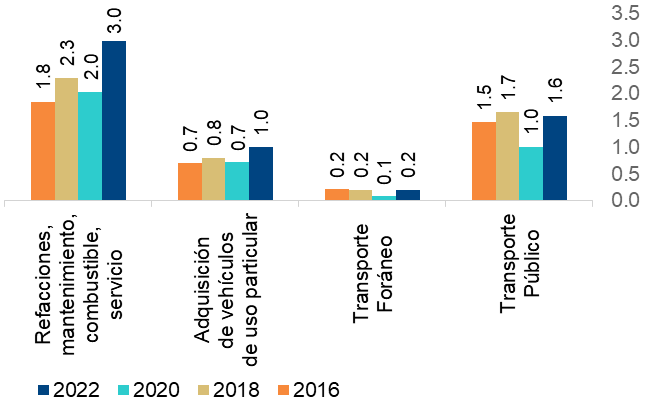 3.5
3.0
2.5
2.0
1.5
1.0
0.5
0.0
1.8
2.3
2.0
3.0
0.7
0.8
0.7
1.0
0.2
0.2
0.1
0.2
1.5
1.7
1.0
1.6
Refacciones,
mantenimiento,
combustible,
servicio
Adquisición
de vehículos
de uso particular
Transporte
Foráneo
Transporte
Público
2022 2020 2018 2016